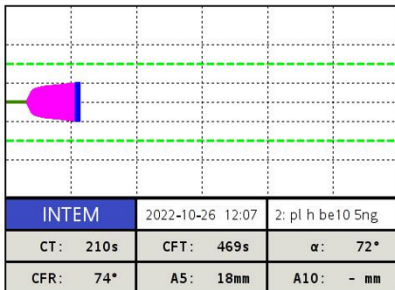 INTEM 2022-10-26 12:07 2: pl h be10 5ng
CT: 210s CFT: 469s α: 72°
CFR: 74° A5: 18mm A10: - mm